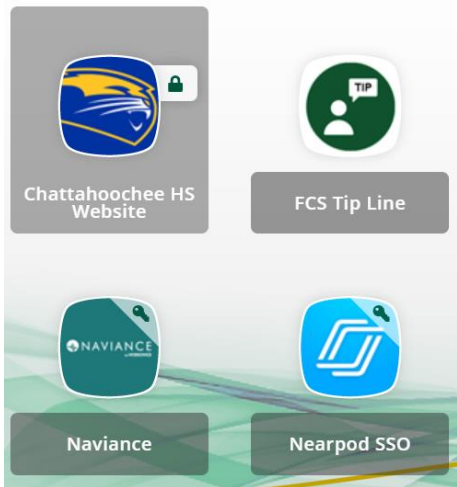 TIP
Chattahoochee HS
Website
FCS Tip Line
NAVIANCE
Naviance
Nearpod SSO